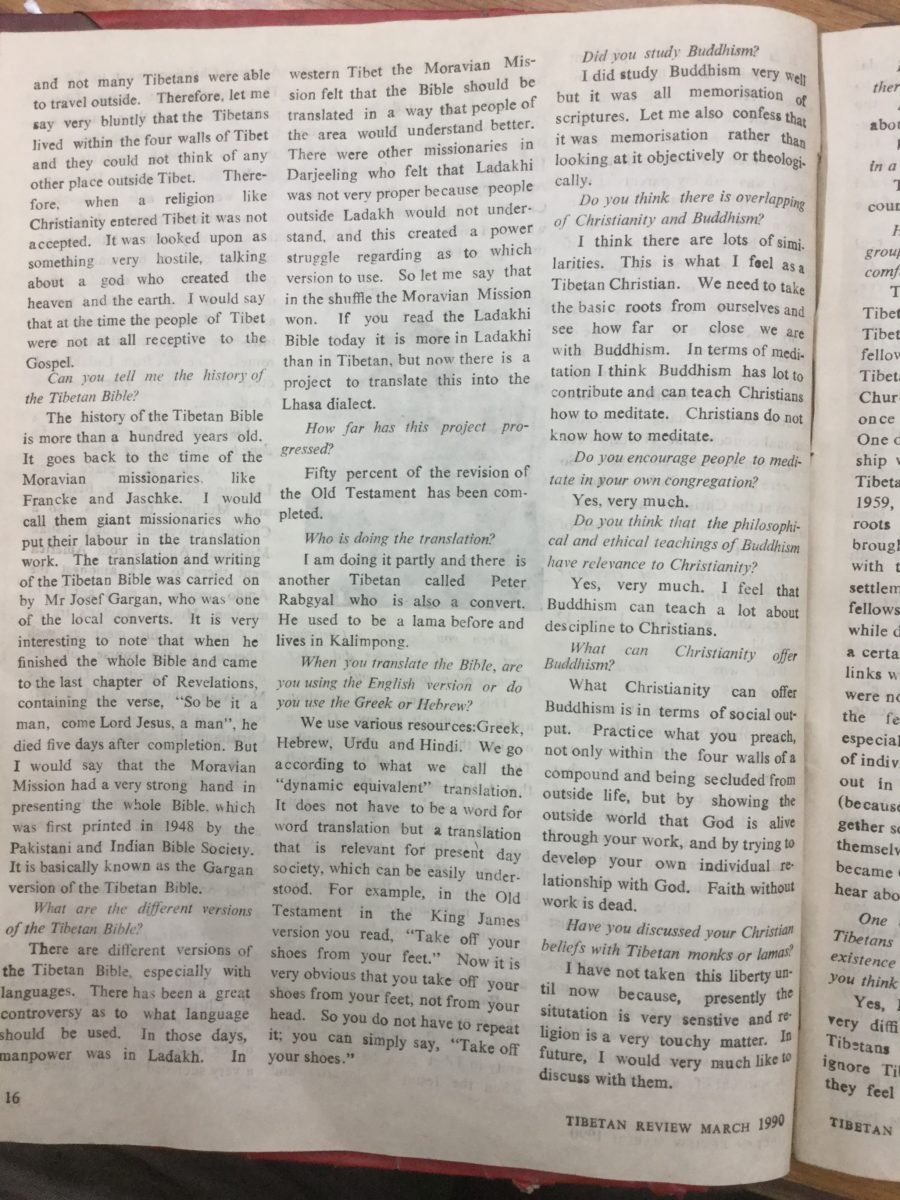 and not many Tibetans were able
to travel outside. Therefore, let me
say very bluntly that the Tibetans
lived within the four walls of Tibet
and they could not think of any
other place outside Tibet. There-
fore, when a religion like
Christianity entered Tibet it was not
accepted. It was looked upon as
something very hostile, talking
about a god who created the
heaven and the earth. I would say
that at the time the people of Tibet
were not at all receptive to the
Gospel.
Can you tell me the history of
the Tibetan Bible?
The history of the Tibetan Bible
is more than a hundred years old.
It goes back to the time of the
Moravian missionaries, like
Francke and Jaschke. I would
call them giant missionaries who
put their labour in the translation
work. The translation and writing
of the Tibetan Bible was carried on
by Mr Josef Gargan, who was one
of the local converts. It is very
interesting to note that when he
finished the whole Bible and came
to the last chapter of Revelations,
containing the verse, "So be it a
man, come Lord Jesus, a man", he
died five days after completion. But
I would say that the Moravian
Mission had a very strong hand in
presenting the whole Bible, which
was first printed in 1948 by the
Pakistani and Indian Bible Society.
It is basically known as the Gargan
version of the Tibetan Bible.
What are the different versions
of the Tibetan Bible?
There are different versions of
the Tibetan Bible, especially with
languages. There has been a great
controversy as to what language
should be used. In those days,
manpower was in Ladakh. In
16
western Tibet the Moravian Mis-
sion felt that the Bible should be
translated in a way that people of
the area would understand better.
There were other missionaries in
Darjeeling who felt that Ladakhi
was not very proper because people
outside Ladakh would not under-
stand, and this created a power
struggle regarding as to which
version to use. So let me say that
in the shuffle the Moravian Mission
won. If you read the Ladakhi
Bible today it is more in Ladakhi
than in Tibetan, but now there is a
project to translate this into the
Lhasa dialect.
How far has this project pro-
gressed?
Fifty percent of the revision of
the Old Testament has been com-
pleted.
Who is doing the translation?
I am doing it partly and there is
another Tibetan called Peter
Rabgyal who is also a convert.
He used to be a lama before and
lives in Kalimpong.
When you translate the Bible, are
you using the English version or do
you use the Greek or Hebrew?
We use various resources:Greek,
Hebrew, Urdu and Hindi. We go
according to what we call the
"dynamic equivalent" translation.
It does not have to be a word for
word translation but a translation
that is relevant for present day
society, which can be easily under-
stood. For example, in the Old
Testament in the King James
version you read, "Take off your
shoes from your feet." Now it is
very obvious that you take off your
shoes from your feet, not from your
head. So you do not have to repeat
it; you can simply say, "Take off
your shoes."
Did you study Buddhism?
I did study Buddhism very well
but it was all memorisation of
scriptures. Let me also confess that
it was memorisation rather than
looking at it objectively or theologi-
cally.
Do you think there is overlapping
of Christianity and Buddhism?
I think there are lots of simi-
larities. This is what I feel as a
Tibetan Christian. We need to take
the basic roots from ourselves and
see how far or close we are
with Buddhism. In terms of medi-
tation I think Buddhism has lot to
contribute and can teach Christians
how to meditate. Christians do not
know how to meditate.
Do you encourage people to medi-
tate in your own congregation?
Yes, very much.
Do you think that the philosophi-
cal and ethical teachings of Buddhism
have relevance to Christianity?
Yes, very much. I feel that
Buddhism can teach a lot about
descipline to Christians.
What can Christianity offer
Buddhism?
What Christianity can offer
Buddhism is in terms of social out-
put. Practice what you preach,
not only within the four walls of a
compound and being secluded from
outside life, but by showing the
outside world that God is alive
through your work, and by trying to
develop your own individual re-
lationship with God. Faith without
work is dead.
Have you discussed your Christian
beliefs with Tibetan monks or lamas?
I have not taken this liberty un-
til now because, presently the
situtation is very senstive and re-
ligion is a very touchy matter. In
future, I would very much like to
discuss with them.
TIBETAN REVIEW MARCH 1990
in a
once
One
1959,
roots
with
while
a certa
links
were
the
of
out in
(because
became
hear
One
Tibetans
existence
you think
Yes,
very
Tibetans
ignore
they feel
TIBETAN